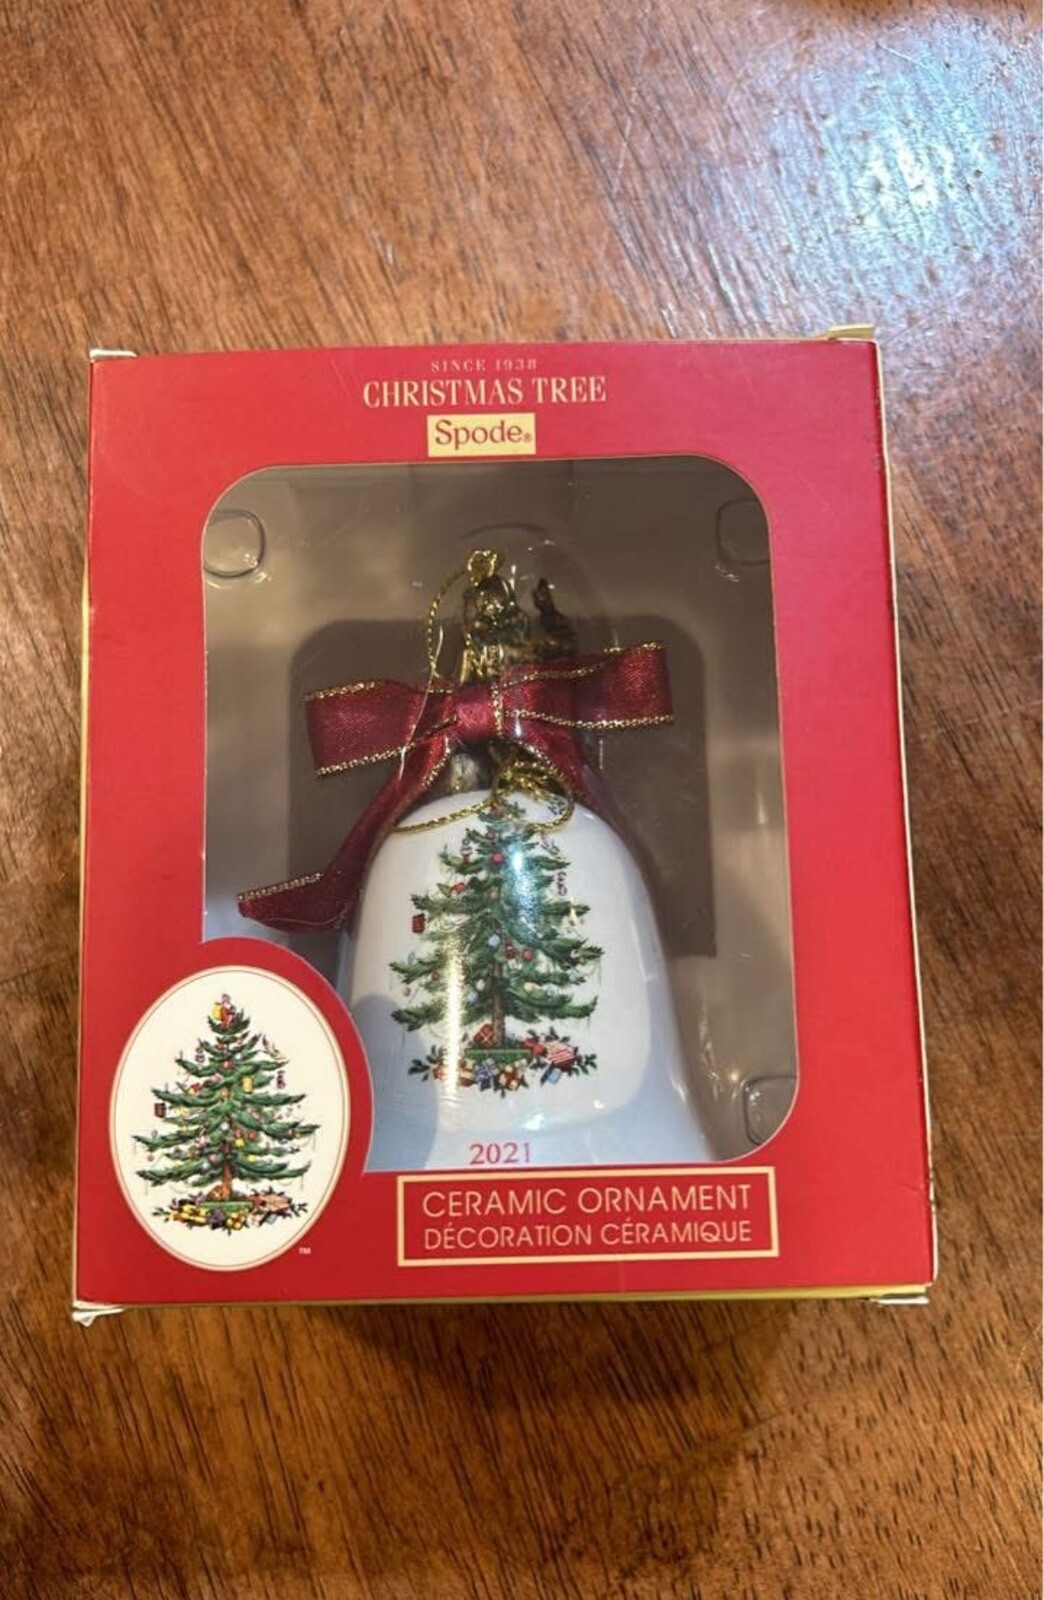 SINCE 1938
CHRISTMAS TREE
Spode®
2021
CERAMIC ORNAMENT
DÉCORATION CÉRAMIQUE
TM